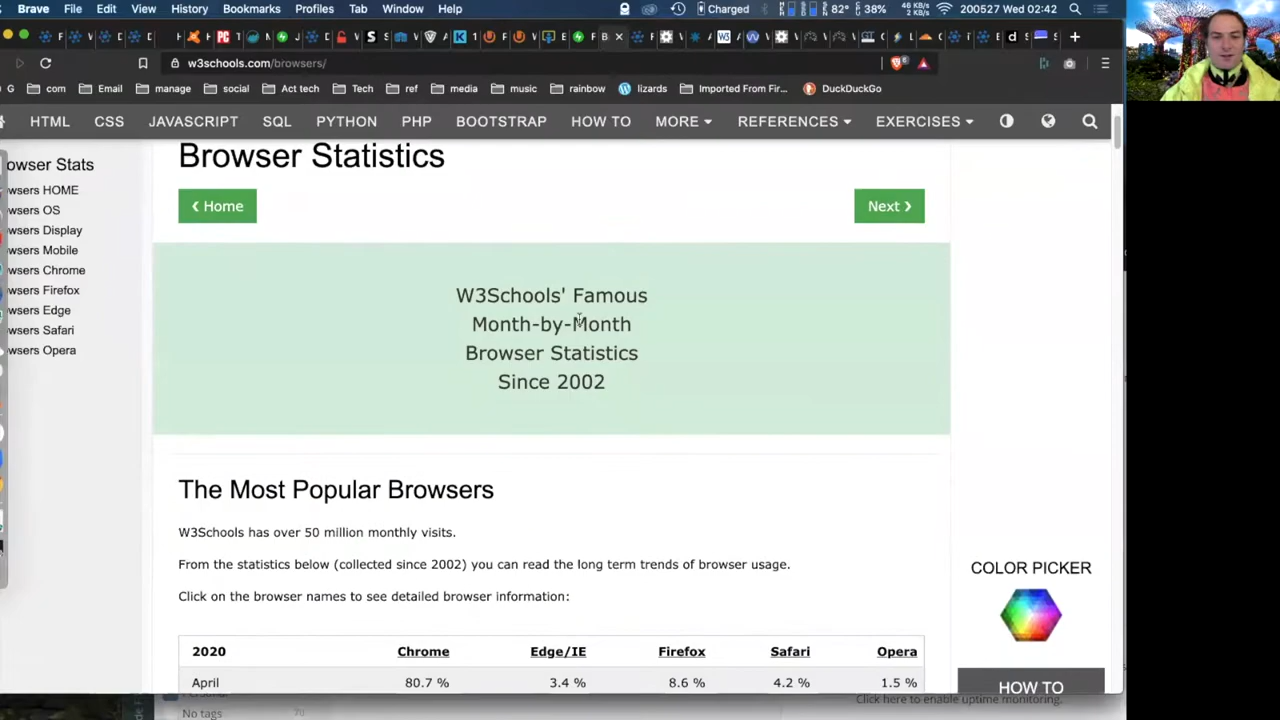 Brave File Edit View History Bookmarks Profiles Tab Window Help Charged 82° 38% 46 KB/s 2 KB/s 200527 Wed 02:42
w3schools.com/browsers/
G com Email manage social Act tech Tech ref media music rainbow lizards Imported From Fir... DuckDuckGo
HTML CSS JAVASCRIPT SQL PYTHON PHP BOOTSTRAP HOW TO MORE REFERENCES EXERCISES
owser Stats
wsers HOME
wsers OS
wsers Display
wsers Mobile
wsers Chrome
wsers Firefox
wsers Edge
wsers Safari
wsers Opera
Browser Statistics
❮ Home Next ❯
W3Schools' Famous
Month-by-Month
Browser Statistics
Since 2002
The Most Popular Browsers
W3Schools has over 50 million monthly visits.
From the statistics below (collected since 2002) you can read the long term trends of browser usage.
Click on the browser names to see detailed browser information:
2020 Chrome Edge/IE Firefox Safari Opera
April 80.7 % 3.4 % 8.6 % 4.2 % 1.5 %
COLOR PICKER
HOW TO
No tags
Click here to enable uptime monitoring.